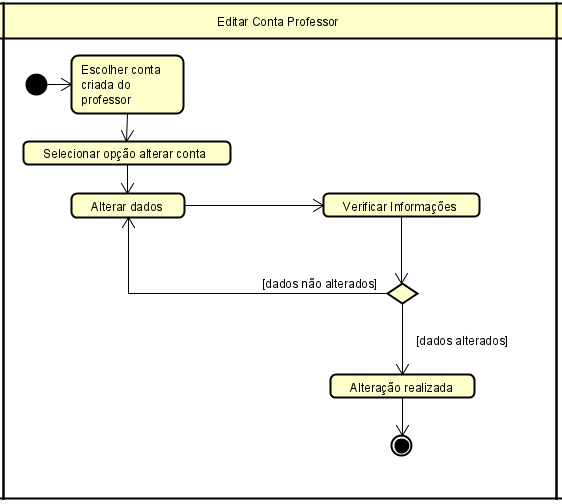 Editar Conta Professor
Escolher conta
criada do
professor
Selecionar opção alterar conta
Alterar dados
Verificar Informações
[dados não alterados]
[dados alterados]
Alteração realizada